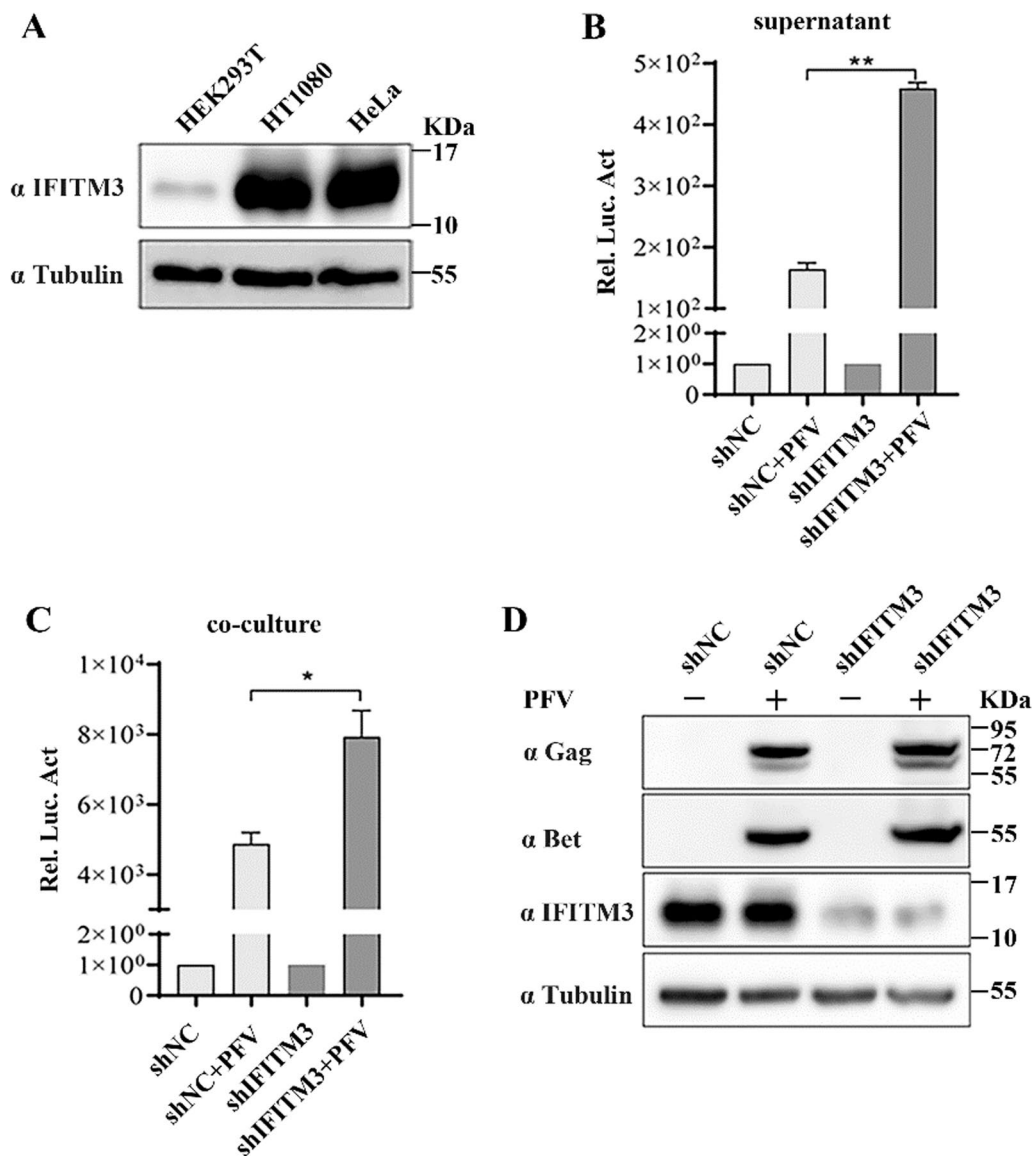 A
HEK293T
HT1080
HeLa
KDa
α IFITM3
17
10
α Tubulin
55
B
supernatant
Rel. Luc. Act
5×10²
4×10²
3×10²
2×10²
1×10²
2×10⁰
1×10⁰
0
**
shNC
shNC+PFV
shIFITM3
shIFITM3+PFV
C
co-culture
Rel. Luc. Act
1×10⁴
8×10³
6×10³
4×10³
2×10⁰
1×10⁰
0
*
shNC
shNC+PFV
shIFITM3
shIFITM3+PFV
D
shNC
shNC
shIFITM3
shIFITM3
PFV − + − + KDa
α Gag
95
72
55
α Bet
55
α IFITM3
17
10
α Tubulin
55